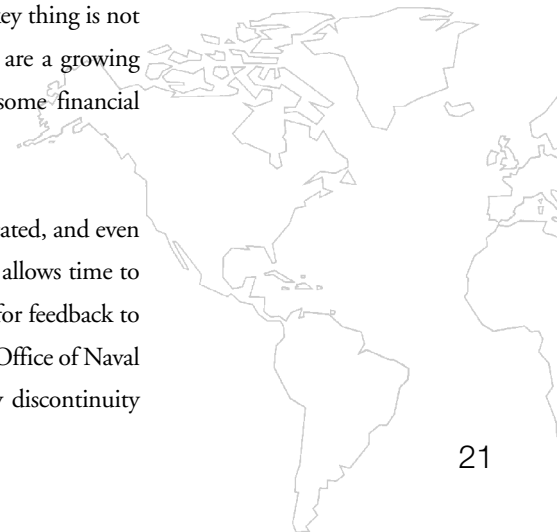 ey thing is not
are a growing
some financial
ated, and even
allows time to
for feedback to
Office of Naval
discontinuity
21